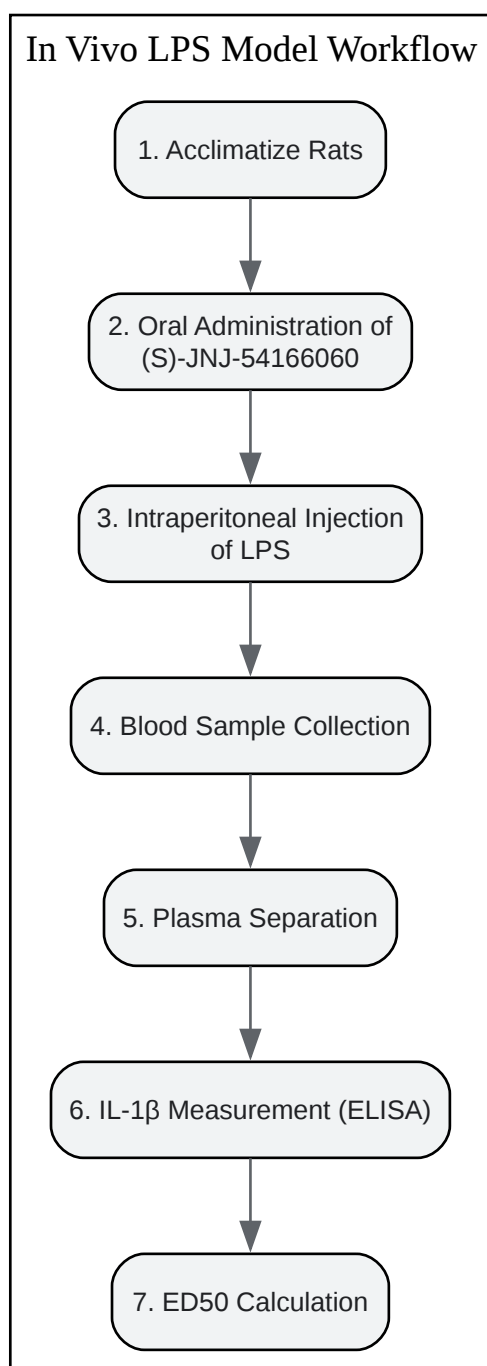 In Vivo LPS Model Workflow
1. Acclimatize Rats
2. Oral Administration of
(S)-JNJ-54166060
3. Intraperitoneal Injection
of LPS
4. Blood Sample Collection
5. Plasma Separation
6. IL-1β Measurement (ELISA)
7. ED50 Calculation